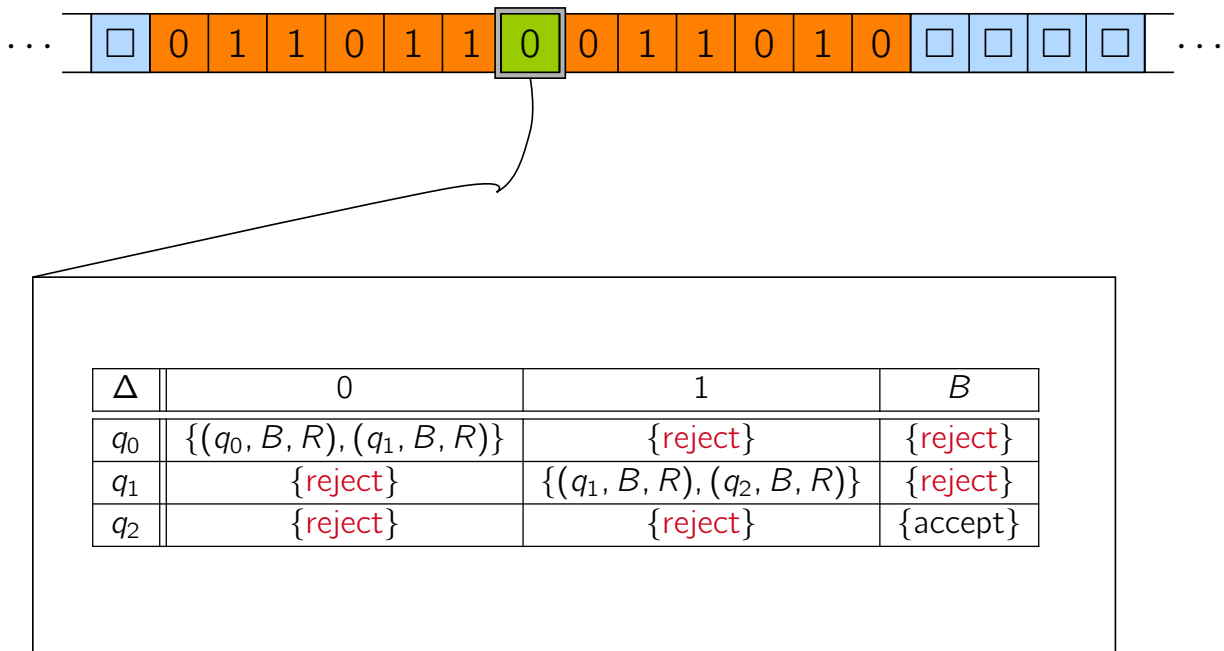 ... □ 0 1 1 0 1 1 0 0 1 1 0 1 0 □ □ □ □ ...
Δ 0 1 B
q₀ {(q₀, B, R), (q₁, B, R)} {reject} {reject}
q₁ {reject} {(q₁, B, R), (q₂, B, R)} {reject}
q₂ {reject} {reject} {accept}